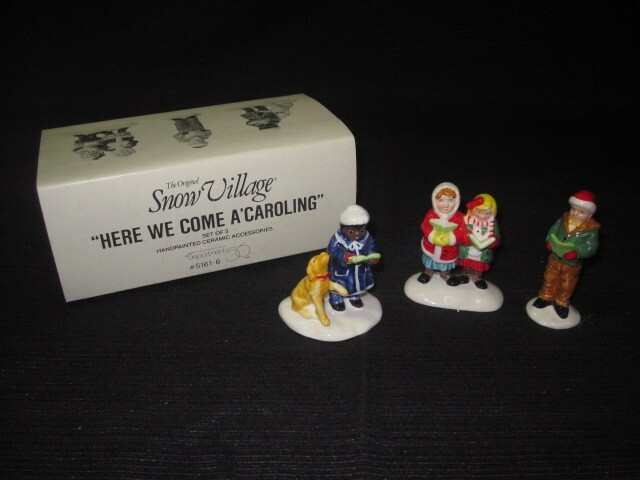 The Original
Snow Village
"HERE WE COME A'CAROLING"
SET OF 3
HANDPAINTED CERAMIC ACCESSORIES
Department 56
#5161-6